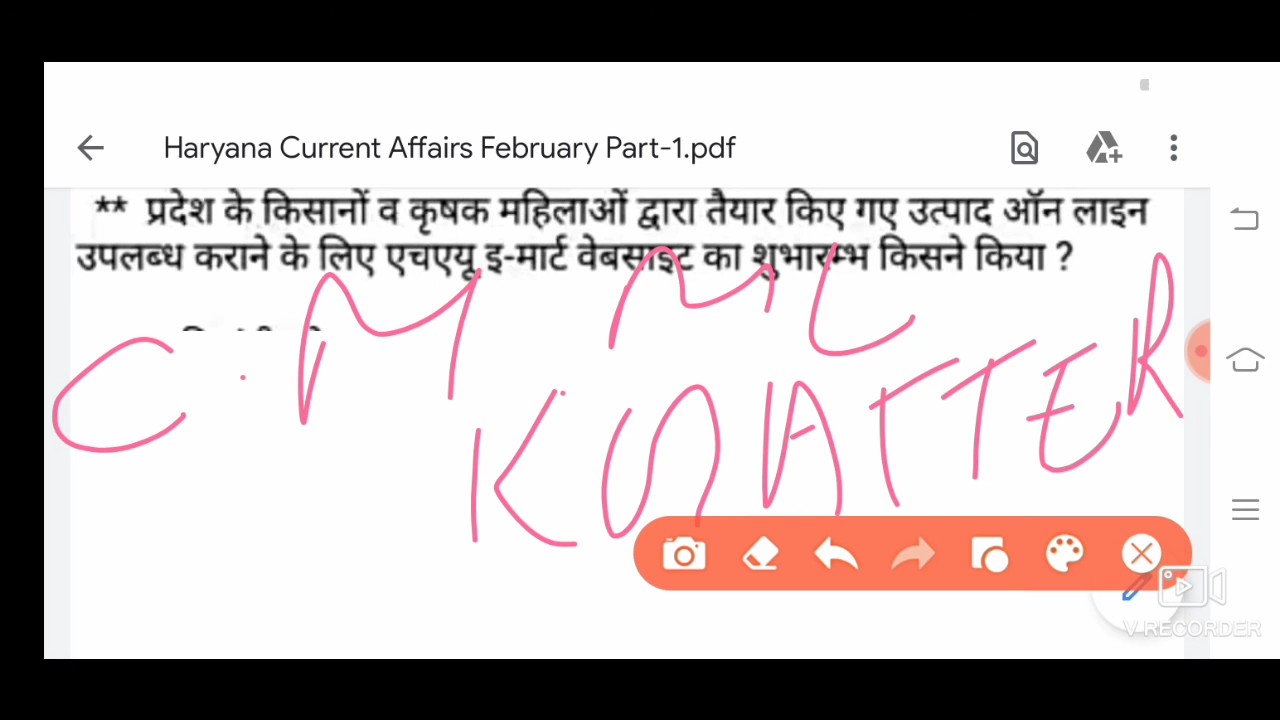 Haryana Current Affairs February Part-1.pdf
** प्रदेश के किसानों व कृषक महिलाओं द्वारा तैयार किए गए उत्पाद ऑन लाइन
उपलब्ध कराने के लिए एचएयू इ-मार्ट वेबसाइट का शुभारम्भ किसने किया ?
C.M ML
KHATTER
V RECORDER